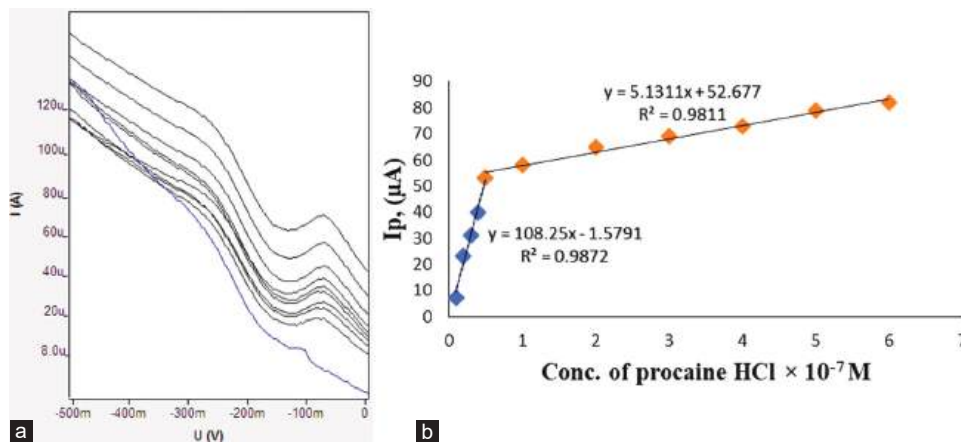 120u
100u
80u
60u
40u
20u
8.0u
I (A)
-500m -400m -300m -200m -100m 0
U (V)
a
90
80
70
60
50
40
30
20
10
0
Ip, (µA)
y = 5.1311x + 52.677
R² = 0.9811
y = 108.25x - 1.5791
R² = 0.9872
0 1 2 3 4 5 6 7
Conc. of procaine HCl × 10⁻⁷ M
b